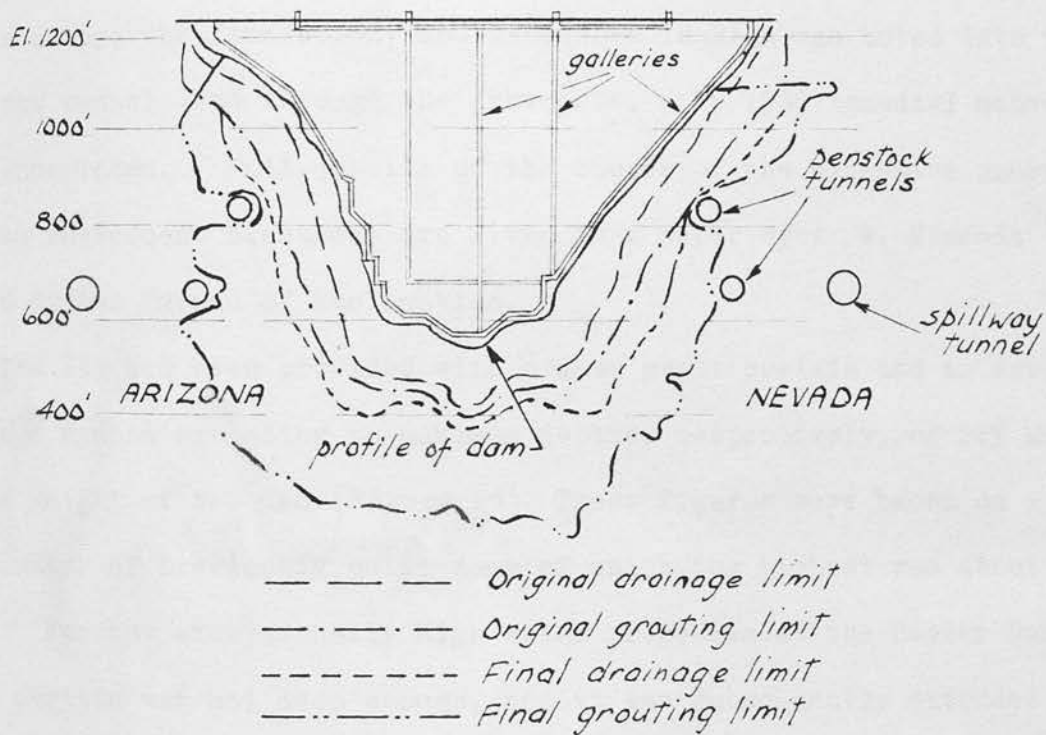 El. 1200'
galleries
1000'
penstock
tunnels
800'
600'
spillway
tunnel
ARIZONA
NEVADA
400'
profile of dam
Original drainage limit
Original grouting limit
Final drainage limit
Final grouting limit